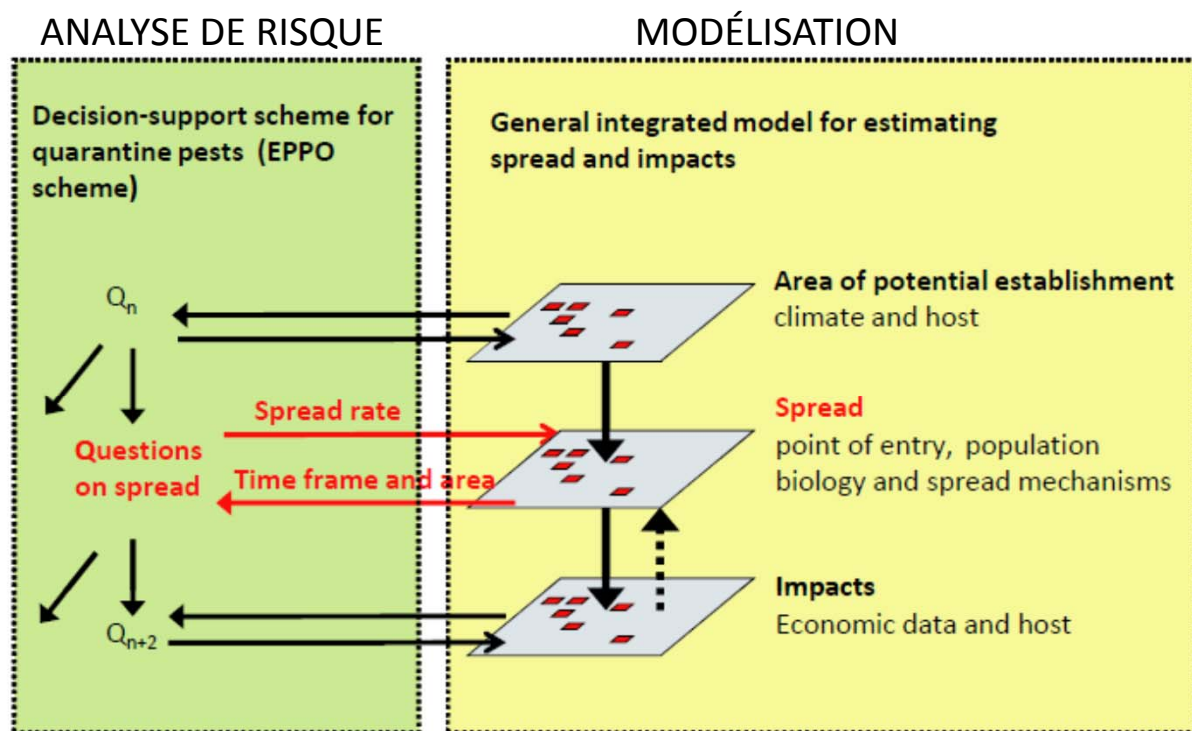 ANALYSE DE RISQUE
MODÉLISATION
Decision-support scheme for
quarantine pests (EPPO
scheme)
General integrated model for estimating
spread and impacts
Qn
Area of potential establishment
climate and host
Spread rate
Questions
on spread
Time frame and area
Spread
point of entry, population
biology and spread mechanisms
Qn+2
Impacts
Economic data and host